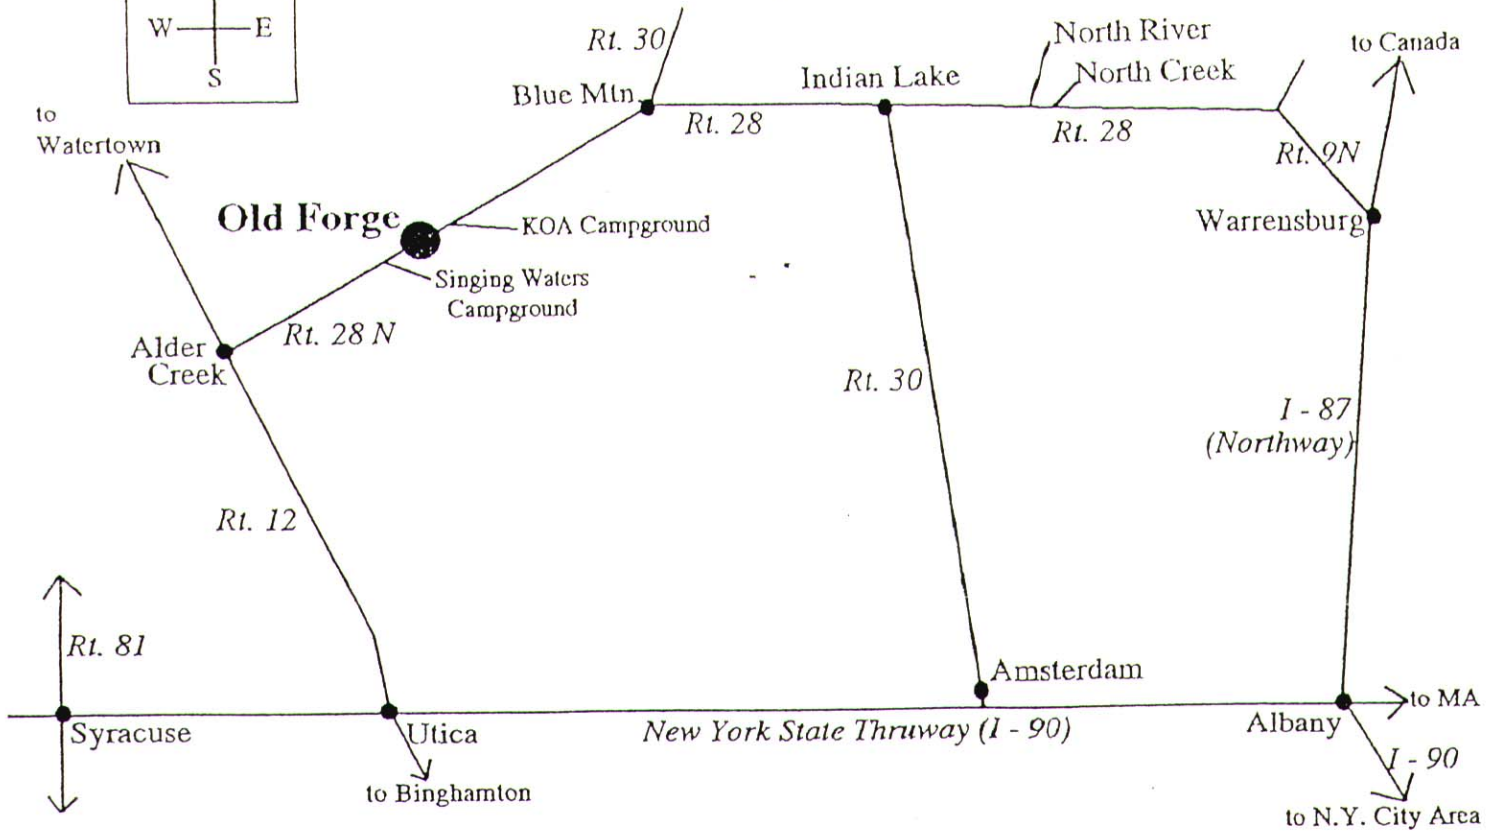 W E
S
Rt. 30
North River
to Canada
North Creek
Indian Lake
Blue Mtn.
Rt. 28
Rt. 28
to
Watertown
Rt. 9N
Old Forge
KOA Campground
Warrensburg
Singing Waters
Campground
Rt. 28 N
Alder
Creek
Rt. 30
I - 87
(Northway)
Rt. 12
Rt. 81
Amsterdam
to MA
Syracuse
Utica
New York State Thruway (I - 90)
Albany
I - 90
to Binghamton
to N.Y. City Area